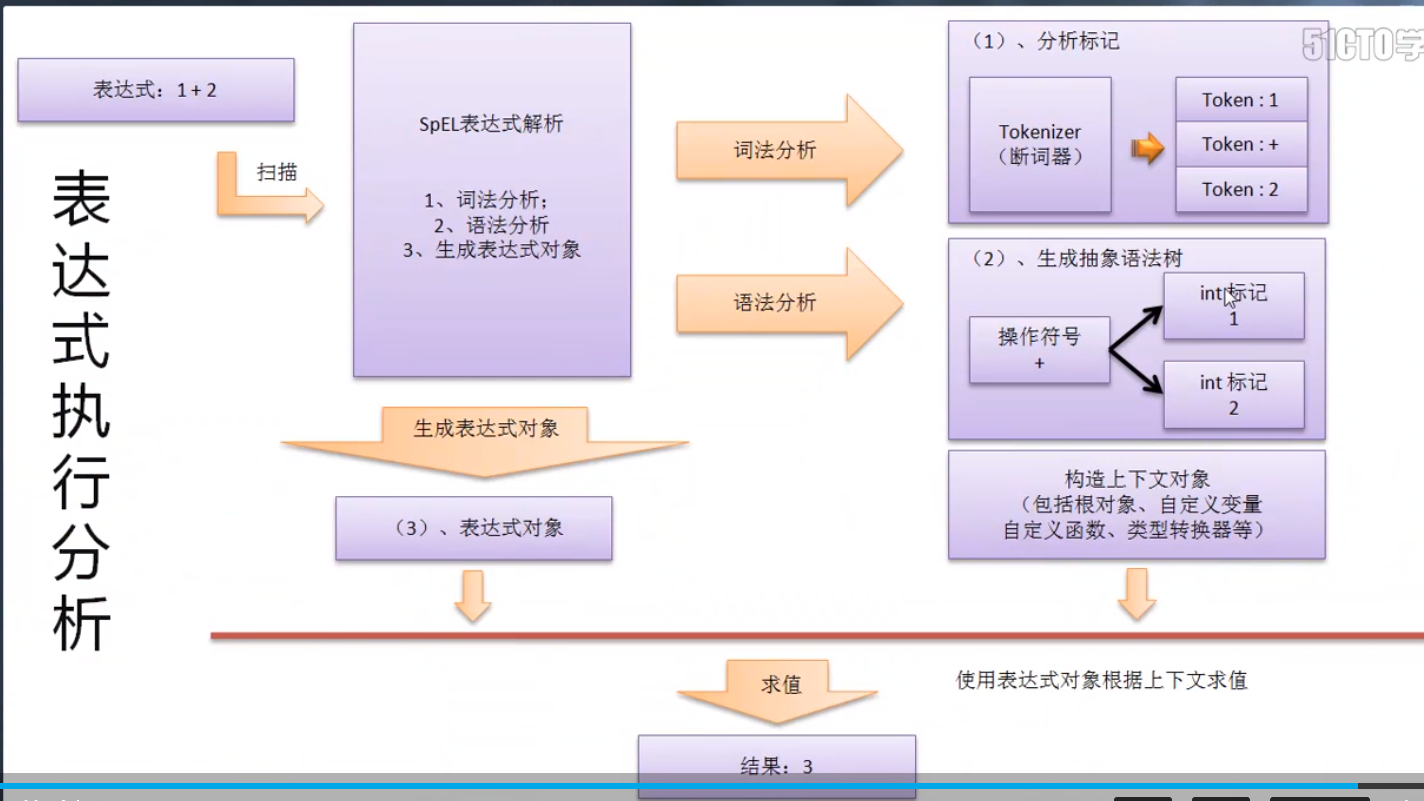 表达式：1 + 2
扫描
表达式执行分析
SpEL表达式解析
1、词法分析；
2、语法分析
3、生成表达式对象
词法分析
语法分析
（1）、分析标记
Tokenizer
（断词器）
Token : 1
Token : +
Token : 2
（2）、生成抽象语法树
操作符号
+
int 标记
1
int 标记
2
构造上下文对象
（包括根对象、自定义变量
自定义函数、类型转换器等）
生成表达式对象
（3）、表达式对象
求值
使用表达式对象根据上下文求值
结果：3
51CTO学